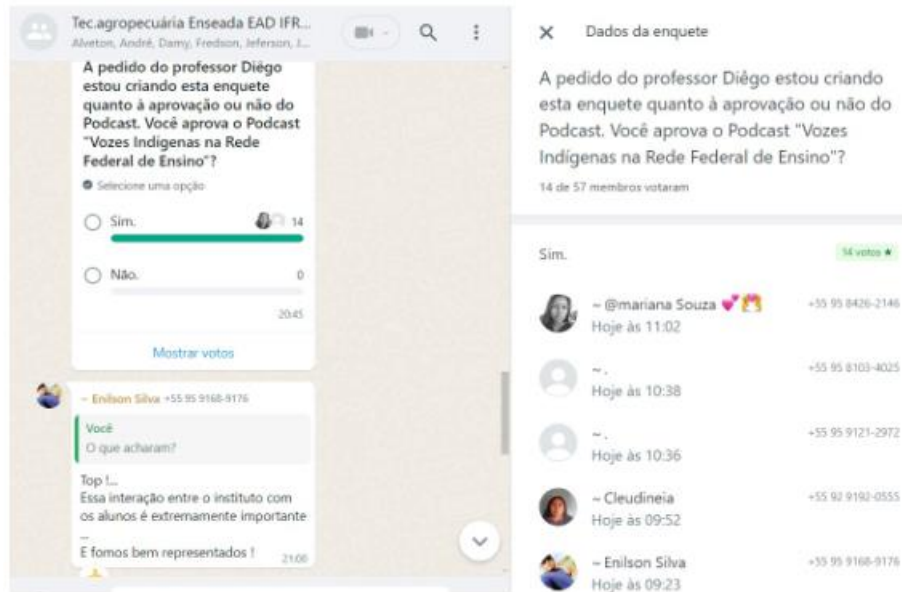 Tec.agropecuária Enseada EAD IFR...
Alveton, André, Damy, Fredson, Jeferson, J...
A pedido do professor Diêgo
estou criando esta enquete
quanto à aprovação ou não do
Podcast. Você aprova o Podcast
"Vozes Indígenas na Rede
Federal de Ensino"?
Selecione uma opção
Sim. 14
Não. 0
20:45
Mostrar votos
~ Enilson Silva +55 95 9168-9176
Você
O que acharam?
Top !...
Essa interação entre o instituto com
os alunos é extremamente importante
...
E fomos bem representados !
21:00
Dados da enquete
A pedido do professor Diêgo estou criando
esta enquete quanto à aprovação ou não do
Podcast. Você aprova o Podcast "Vozes
Indígenas na Rede Federal de Ensino"?
14 de 57 membros votaram
Sim. 14 votos ★
~ @mariana Souza 💕 +55 95 8426-2146
Hoje às 11:02
~ . +55 95 8103-4025
Hoje às 10:38
~ . +55 95 9121-2972
Hoje às 10:36
~ Cleudineia +55 92 9192-0555
Hoje às 09:52
~ Enilson Silva +55 95 9168-9176
Hoje às 09:23